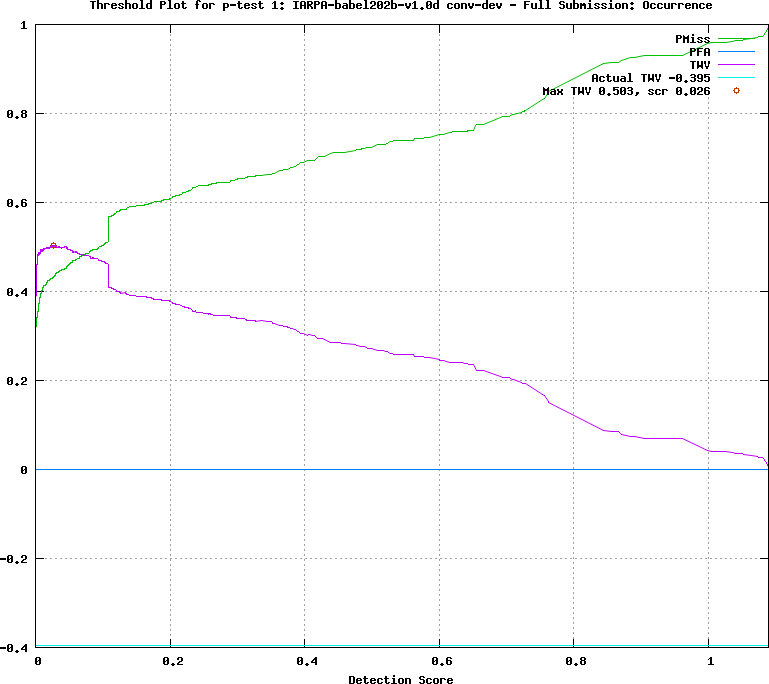 Threshold Plot for p-test 1: IARPA-babel202b-v1.0d conv-dev - Full Submission: Occurrence
1
0.8
0.6
0.4
0.2
0
-0.2
-0.4
PMiss
PFA
TWV
Actual TWV -0.395
Max TWV 0.503, scr 0.026
0 0.2 0.4 0.6 0.8 1
Detection Score